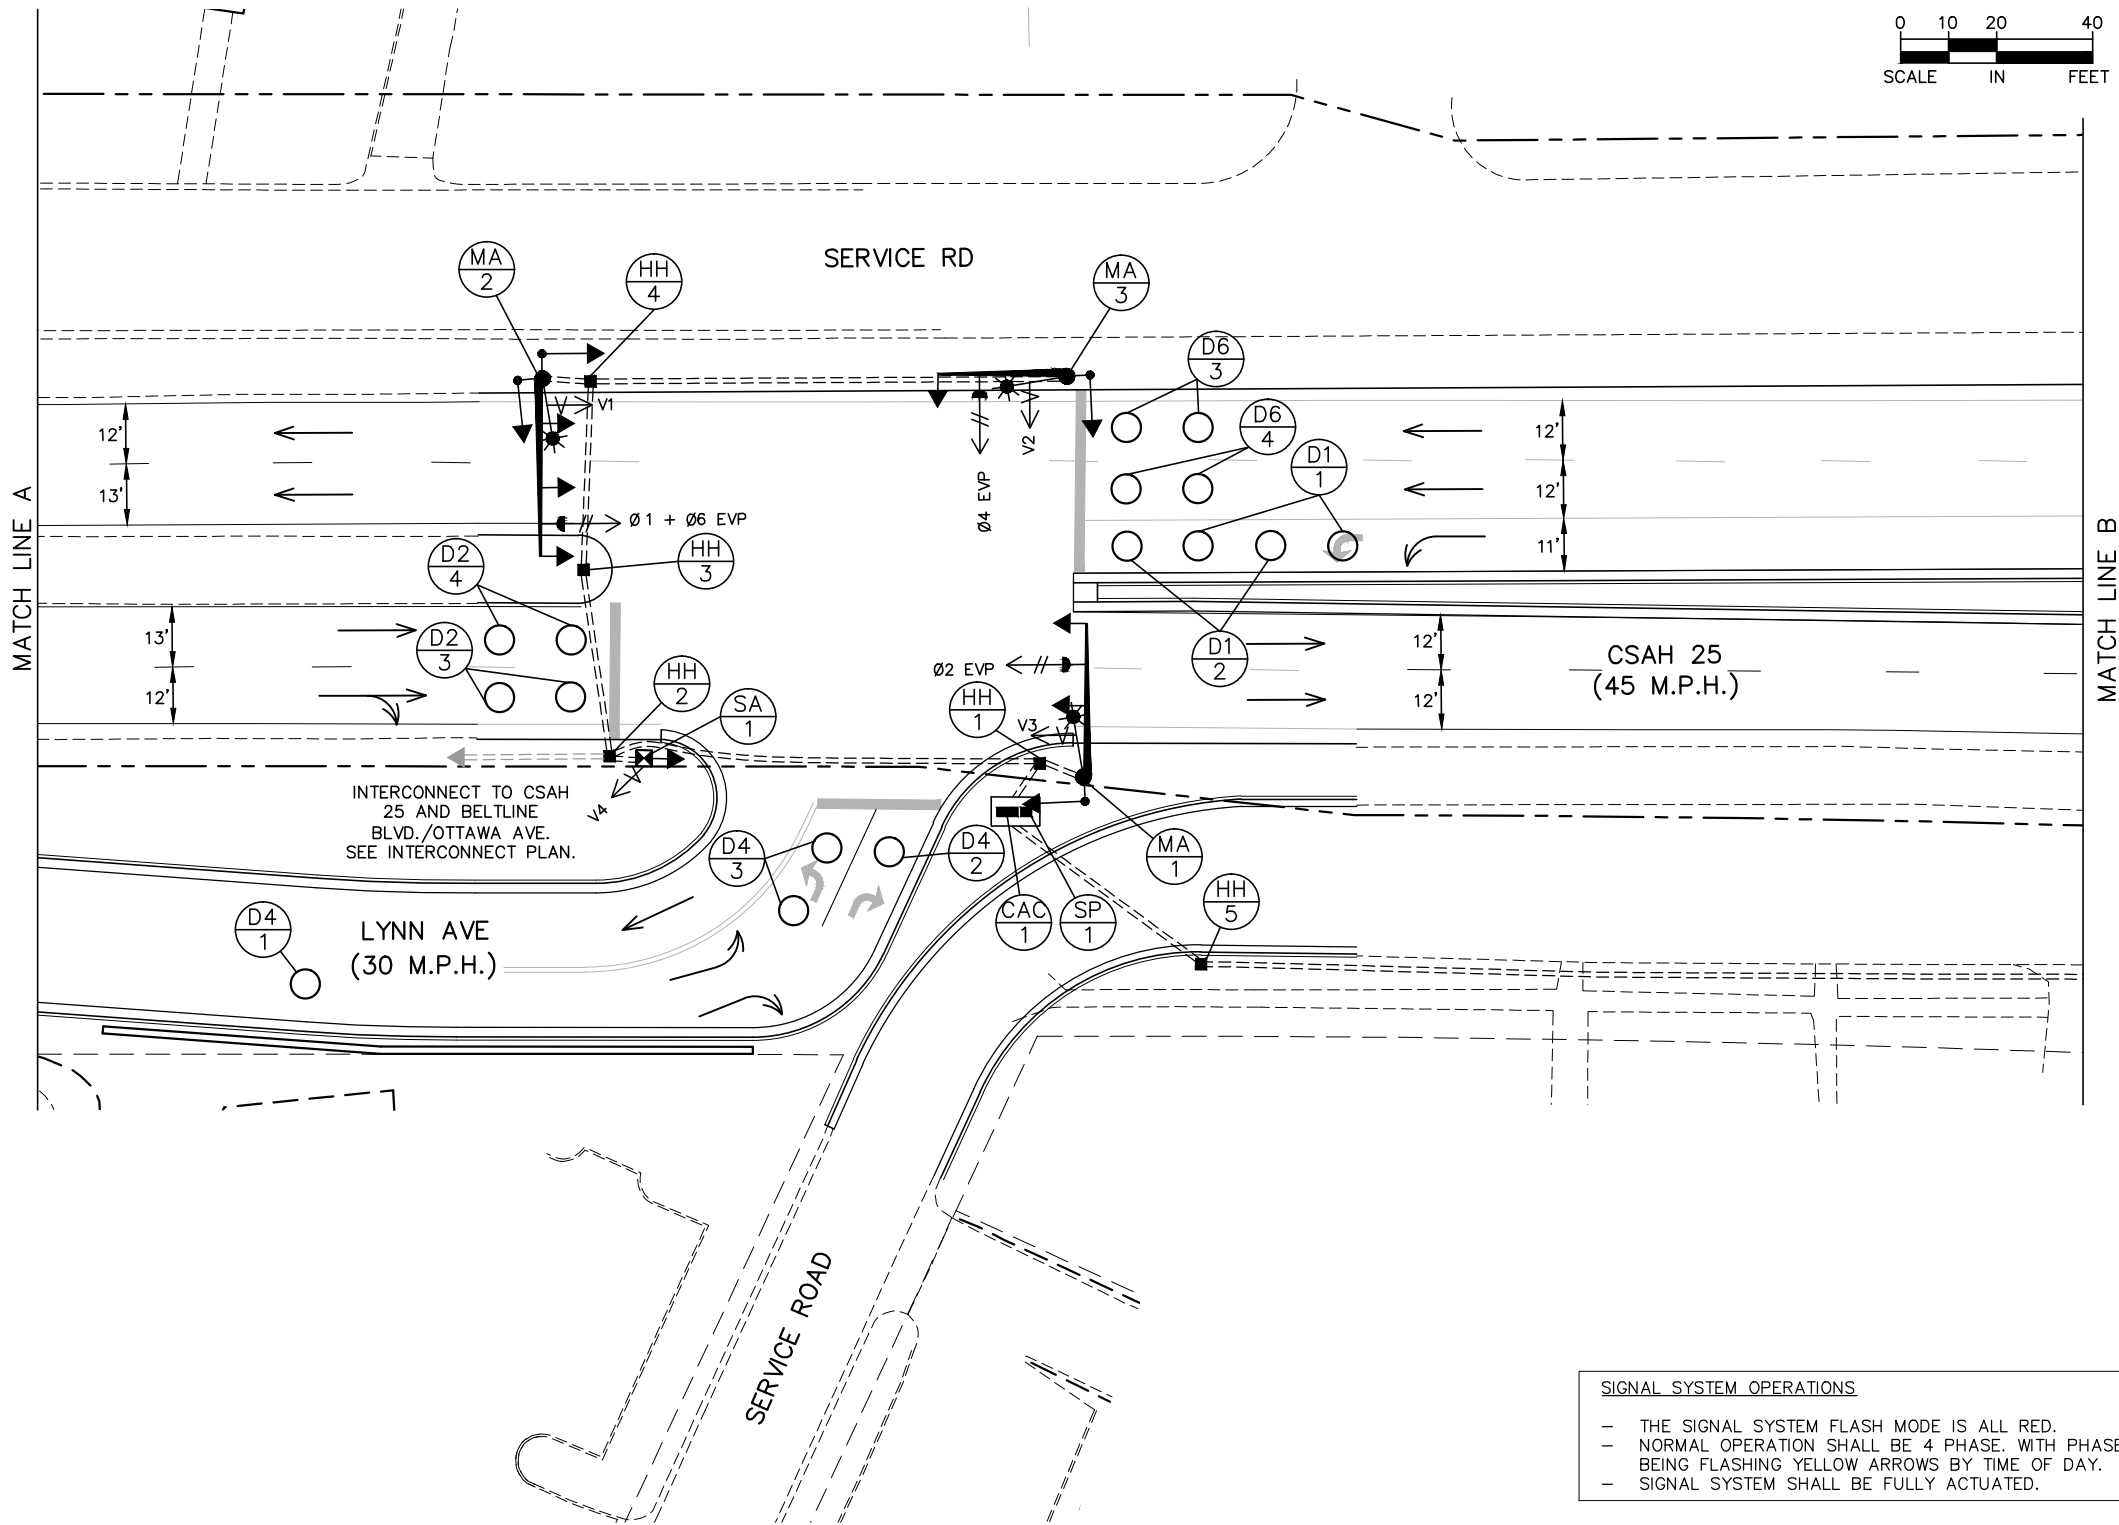 0 10 20 40
SCALE IN FEET
SERVICE RD
MA
2
HH
4
MA
3
D6
3
D6
4
D1
1
V1
V2
Ø4 EVP
Ø1 + Ø6 EVP
12'
13'
12'
12'
11'
MATCH LINE A
MATCH LINE B
D2
4
HH
3
D2
3
13'
12'
HH
2
SA
1
Ø2 EVP
HH
1
V3
D1
2
12'
12'
CSAH 25
(45 M.P.H.)
V4
INTERCONNECT TO CSAH
25 AND BELTLINE
BLVD./OTTAWA AVE.
SEE INTERCONNECT PLAN.
D4
3
D4
2
MA
1
CAC
1
SP
1
HH
5
D4
1
LYNN AVE
(30 M.P.H.)
SERVICE ROAD
SIGNAL SYSTEM OPERATIONS
- THE SIGNAL SYSTEM FLASH MODE IS ALL RED.
- NORMAL OPERATION SHALL BE 4 PHASE. WITH PHASE
BEING FLASHING YELLOW ARROWS BY TIME OF DAY.
- SIGNAL SYSTEM SHALL BE FULLY ACTUATED.